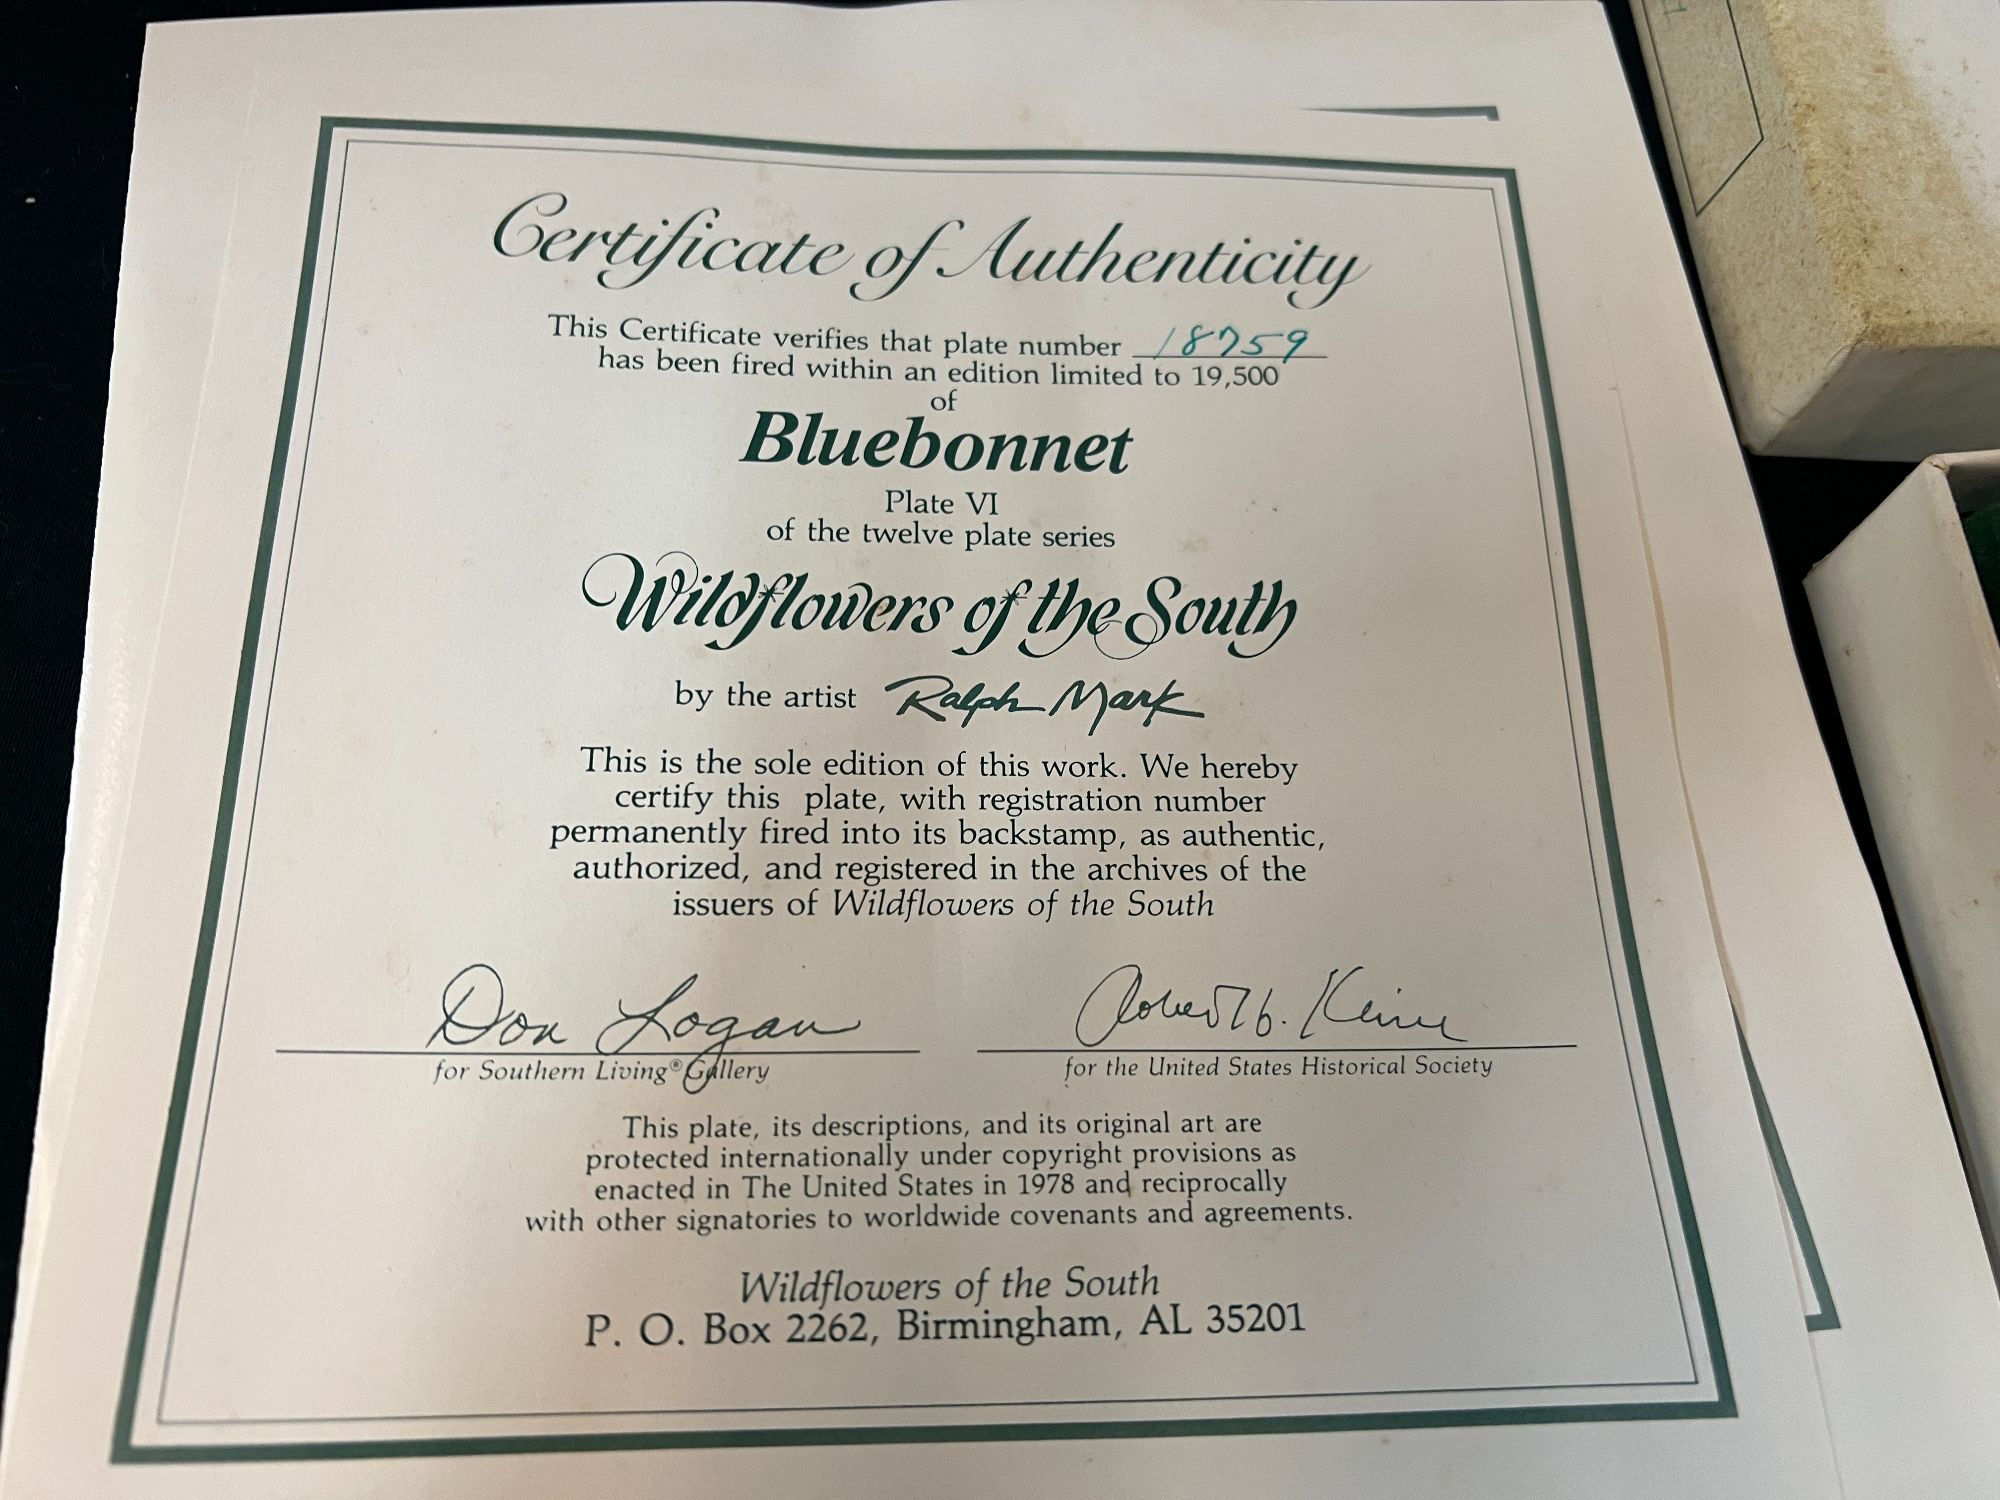 Certificate of Authenticity
This Certificate verifies that plate number 18759
has been fired within an edition limited to 19,500
of
Bluebonnet
Plate VI
of the twelve plate series
Wildflowers of the South
by the artist Ralph Mark
This is the sole edition of this work. We hereby
certify this plate, with registration number
permanently fired into its backstamp, as authentic,
authorized, and registered in the archives of the
issuers of Wildflowers of the South
Don Logan
for Southern Living® Gallery
Robert H.
for the United States Historical Society
This plate, its descriptions, and its original art are
protected internationally under copyright provisions as
enacted in The United States in 1978 and reciprocally
with other signatories to worldwide covenants and agreements.
Wildflowers of the South
P. O. Box 2262, Birmingham, AL 35201